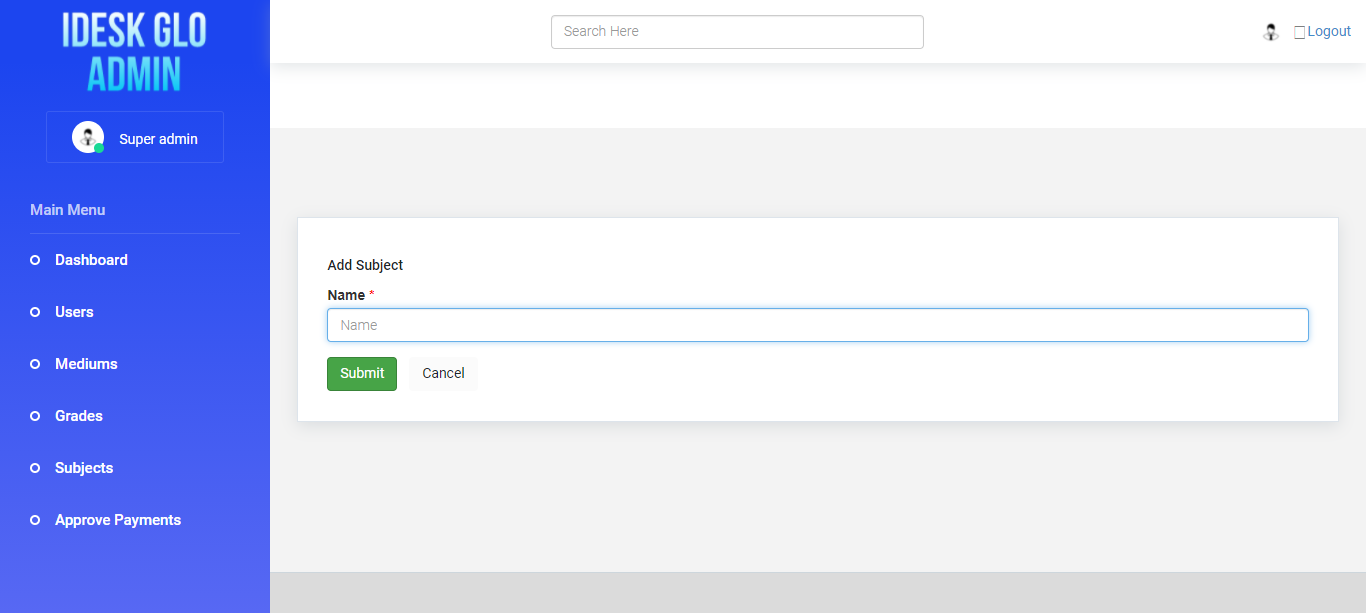 IDESK GLO
ADMIN
Super admin
Main Menu
Dashboard
Users
Mediums
Grades
Subjects
Approve Payments
Search Here
Logout
Add Subject
Name *
Name
Submit Cancel